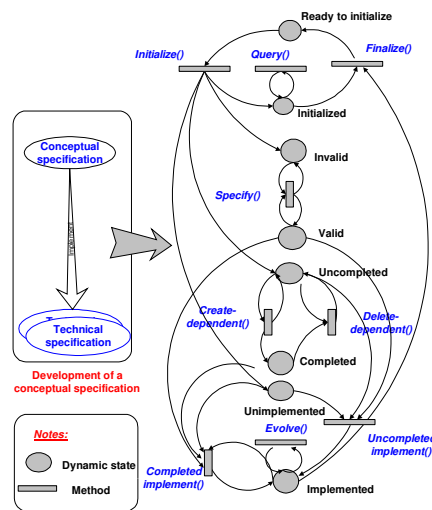 Ready to initialize
Initialize()
Query()
Finalize()
Initialized
Conceptual
specification
Implement
Technical
specification
Development of a
conceptual specification
Invalid
Specify()
Valid
Uncompleted
Create-
dependent()
Delete-
dependent()
Completed
Unimplemented
Evolve()
Completed
implement()
Uncompleted
implement()
Implemented
Notes:
Dynamic state
Method